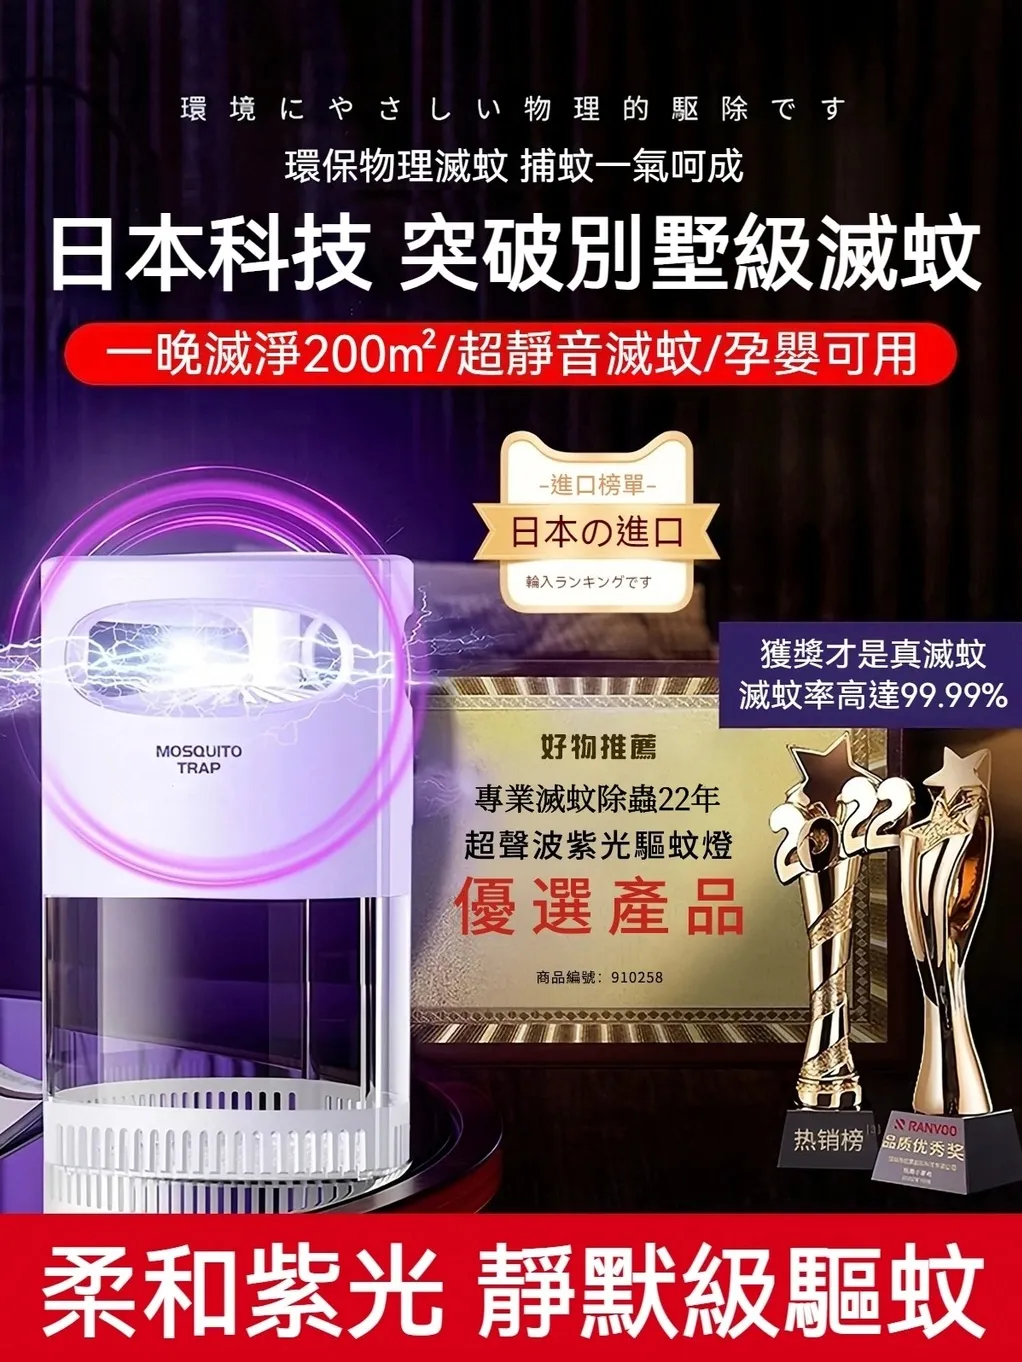 環境にやさしい物理的駆除です
環保物理滅蚊 捕蚊一氣呵成
日本科技 突破別墅級滅蚊
一晚滅淨200㎡/超靜音滅蚊/孕嬰可用
-進口榜單-
日本の進口
輸入ランキングです
獲獎才是真滅蚊
滅蚊率高達99.99%
MOSQUITO
TRAP
好物推薦
專業滅蚊除蟲22年
超聲波紫光驅蚊燈
優選產品
商品編號：910258
2022
热销榜
RANVOO
品质优秀奖
柔和紫光 靜默級驅蚊